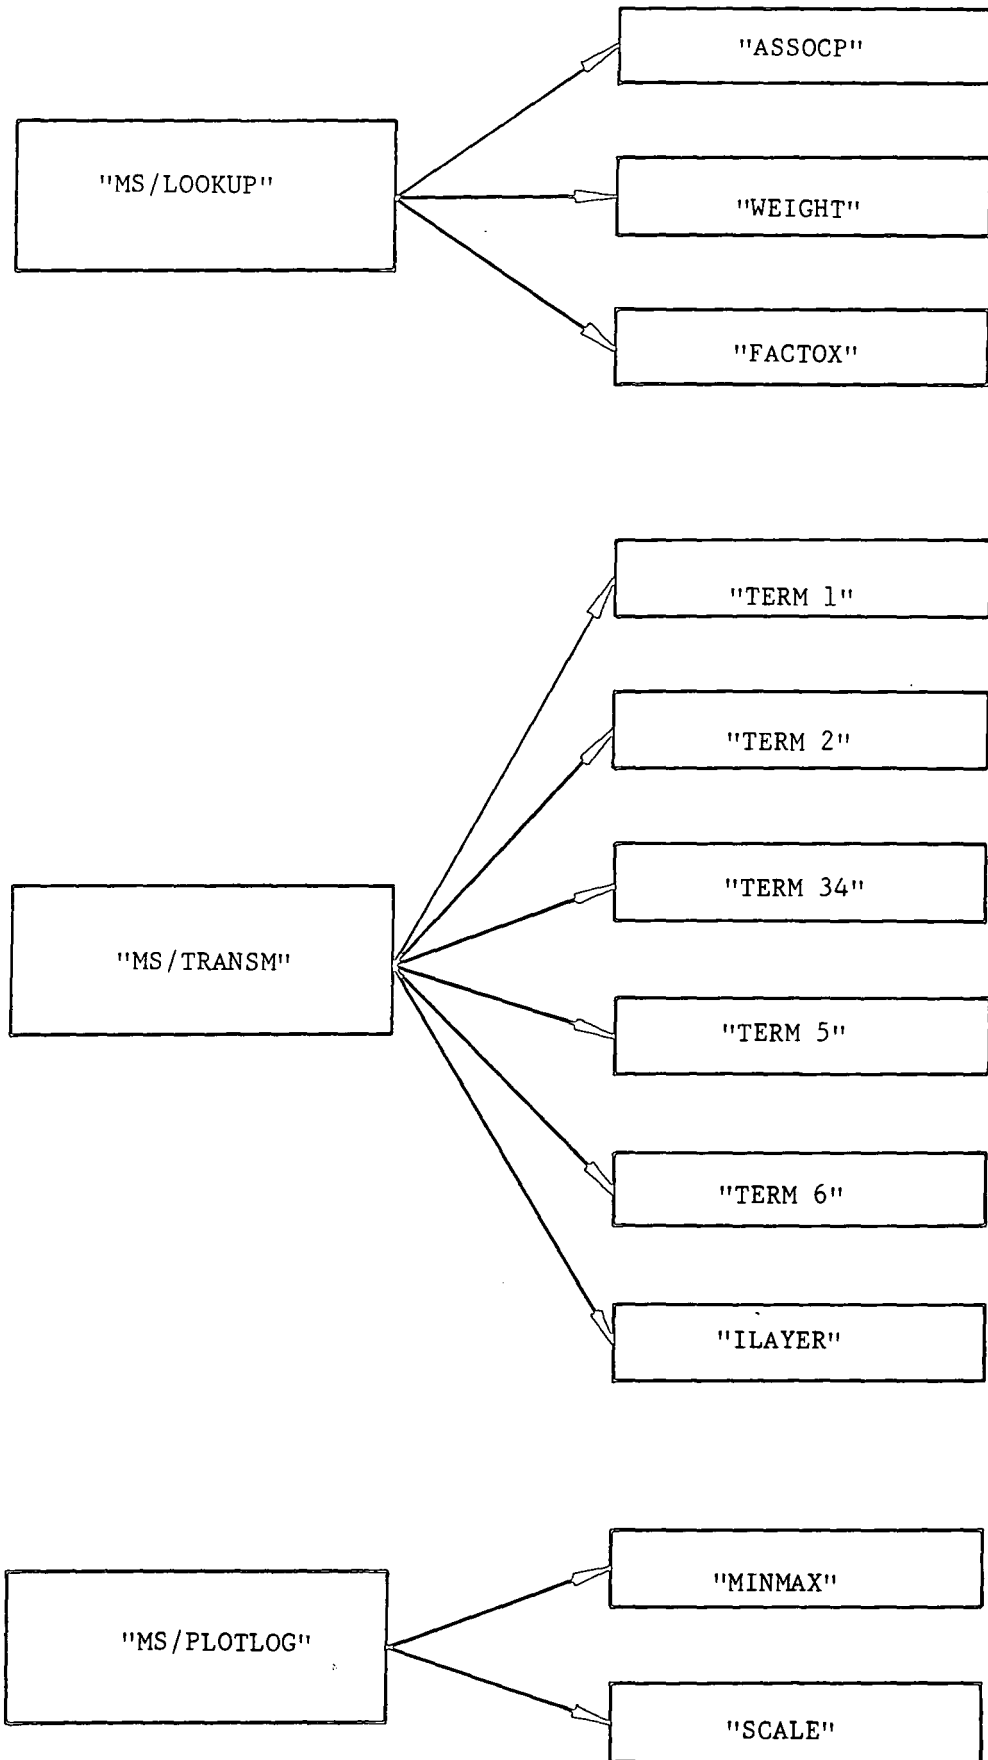 "ASSOCP"
"MS/LOOKUP"
"WEIGHT"
"FACTOX"
"TERM 1"
"TERM 2"
"TERM 34"
"MS/TRANSM"
"TERM 5"
"TERM 6"
"ILAYER"
"MINMAX"
"MS/PLOTLOG"
"SCALE"